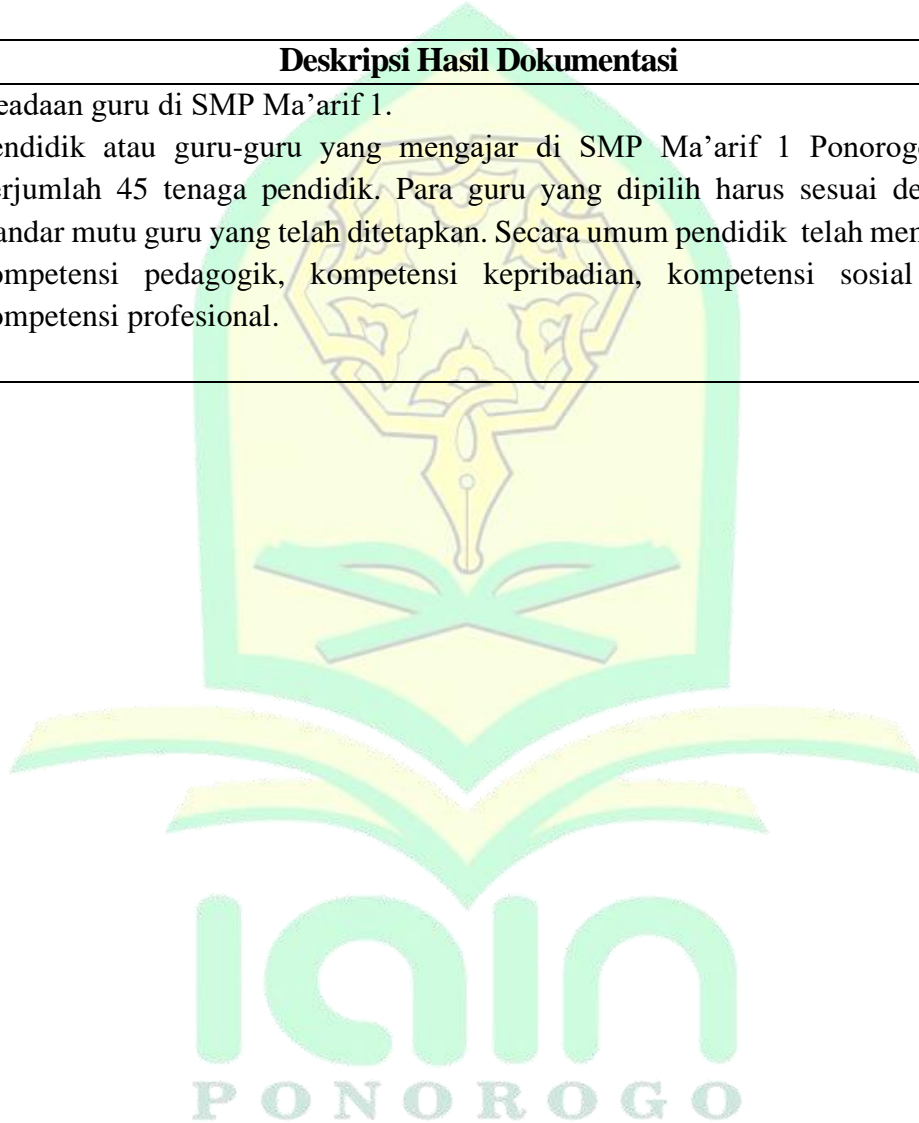 Deskripsi Hasil Dokumentasi
eadaan guru di SMP Ma’arif 1.
endidik atau guru-guru yang mengajar di SMP Ma’arif 1 Ponorogo
erjumlah 45 tenaga pendidik. Para guru yang dipilih harus sesuai de
andar mutu guru yang telah ditetapkan. Secara umum pendidik telah mem
ompetensi pedagogik, kompetensi kepribadian, kompetensi sosial
ompetensi profesional.
iain
PONOROGO